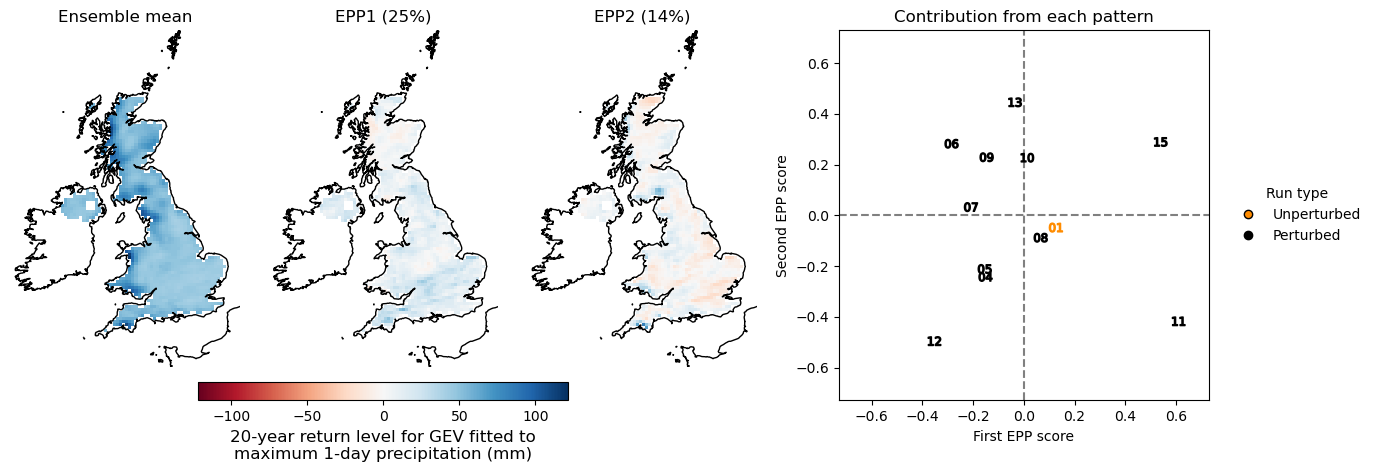 Ensemble mean
EPP1 (25%)
EPP2 (14%)
−100
−50
0
50
100
20-year return level for GEV fitted to
maximum 1-day precipitation (mm)
Contribution from each pattern
Second EPP score
0.6
0.4
0.2
0.0
−0.2
−0.4
−0.6
13
06
09
10
15
07
01
08
05
04
11
12
−0.6
−0.4
−0.2
0.0
0.2
0.4
0.6
First EPP score
Run type
Unperturbed
Perturbed